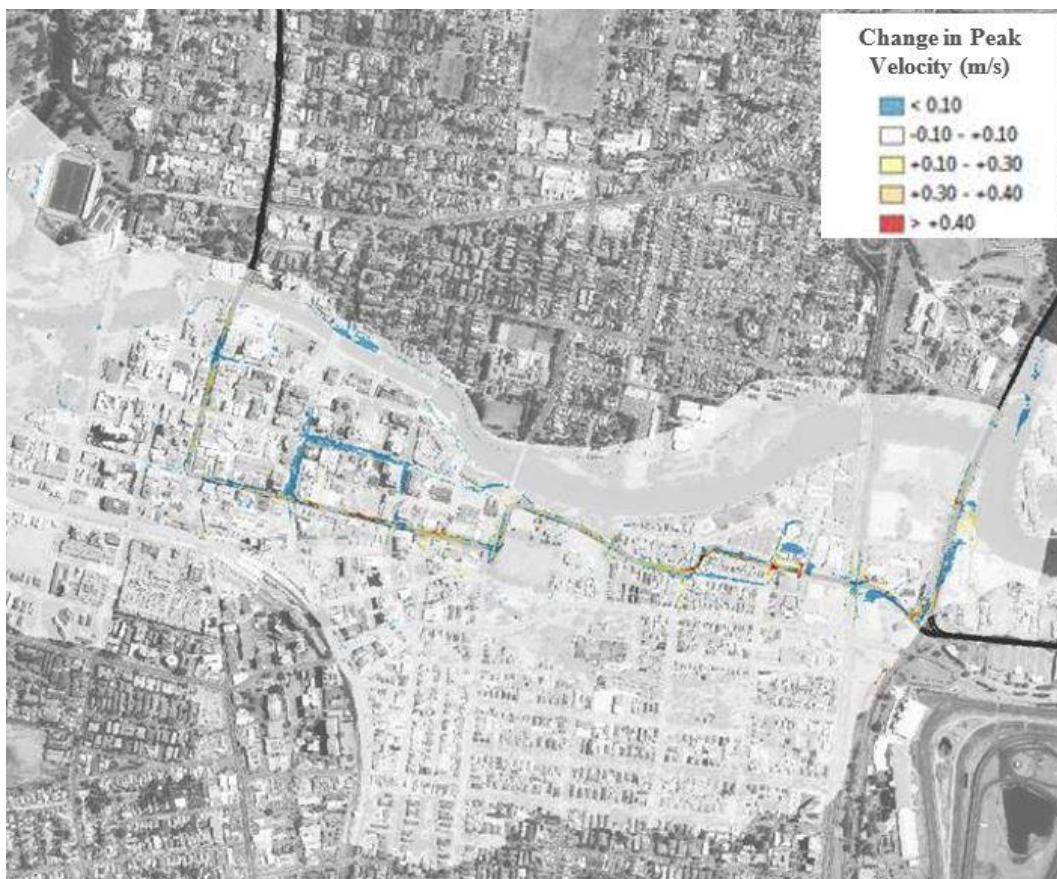 Change in Peak
Velocity (m/s)
< 0.10
-0.10 - +0.10
+0.10 - +0.30
+0.30 - +0.40
> +0.40